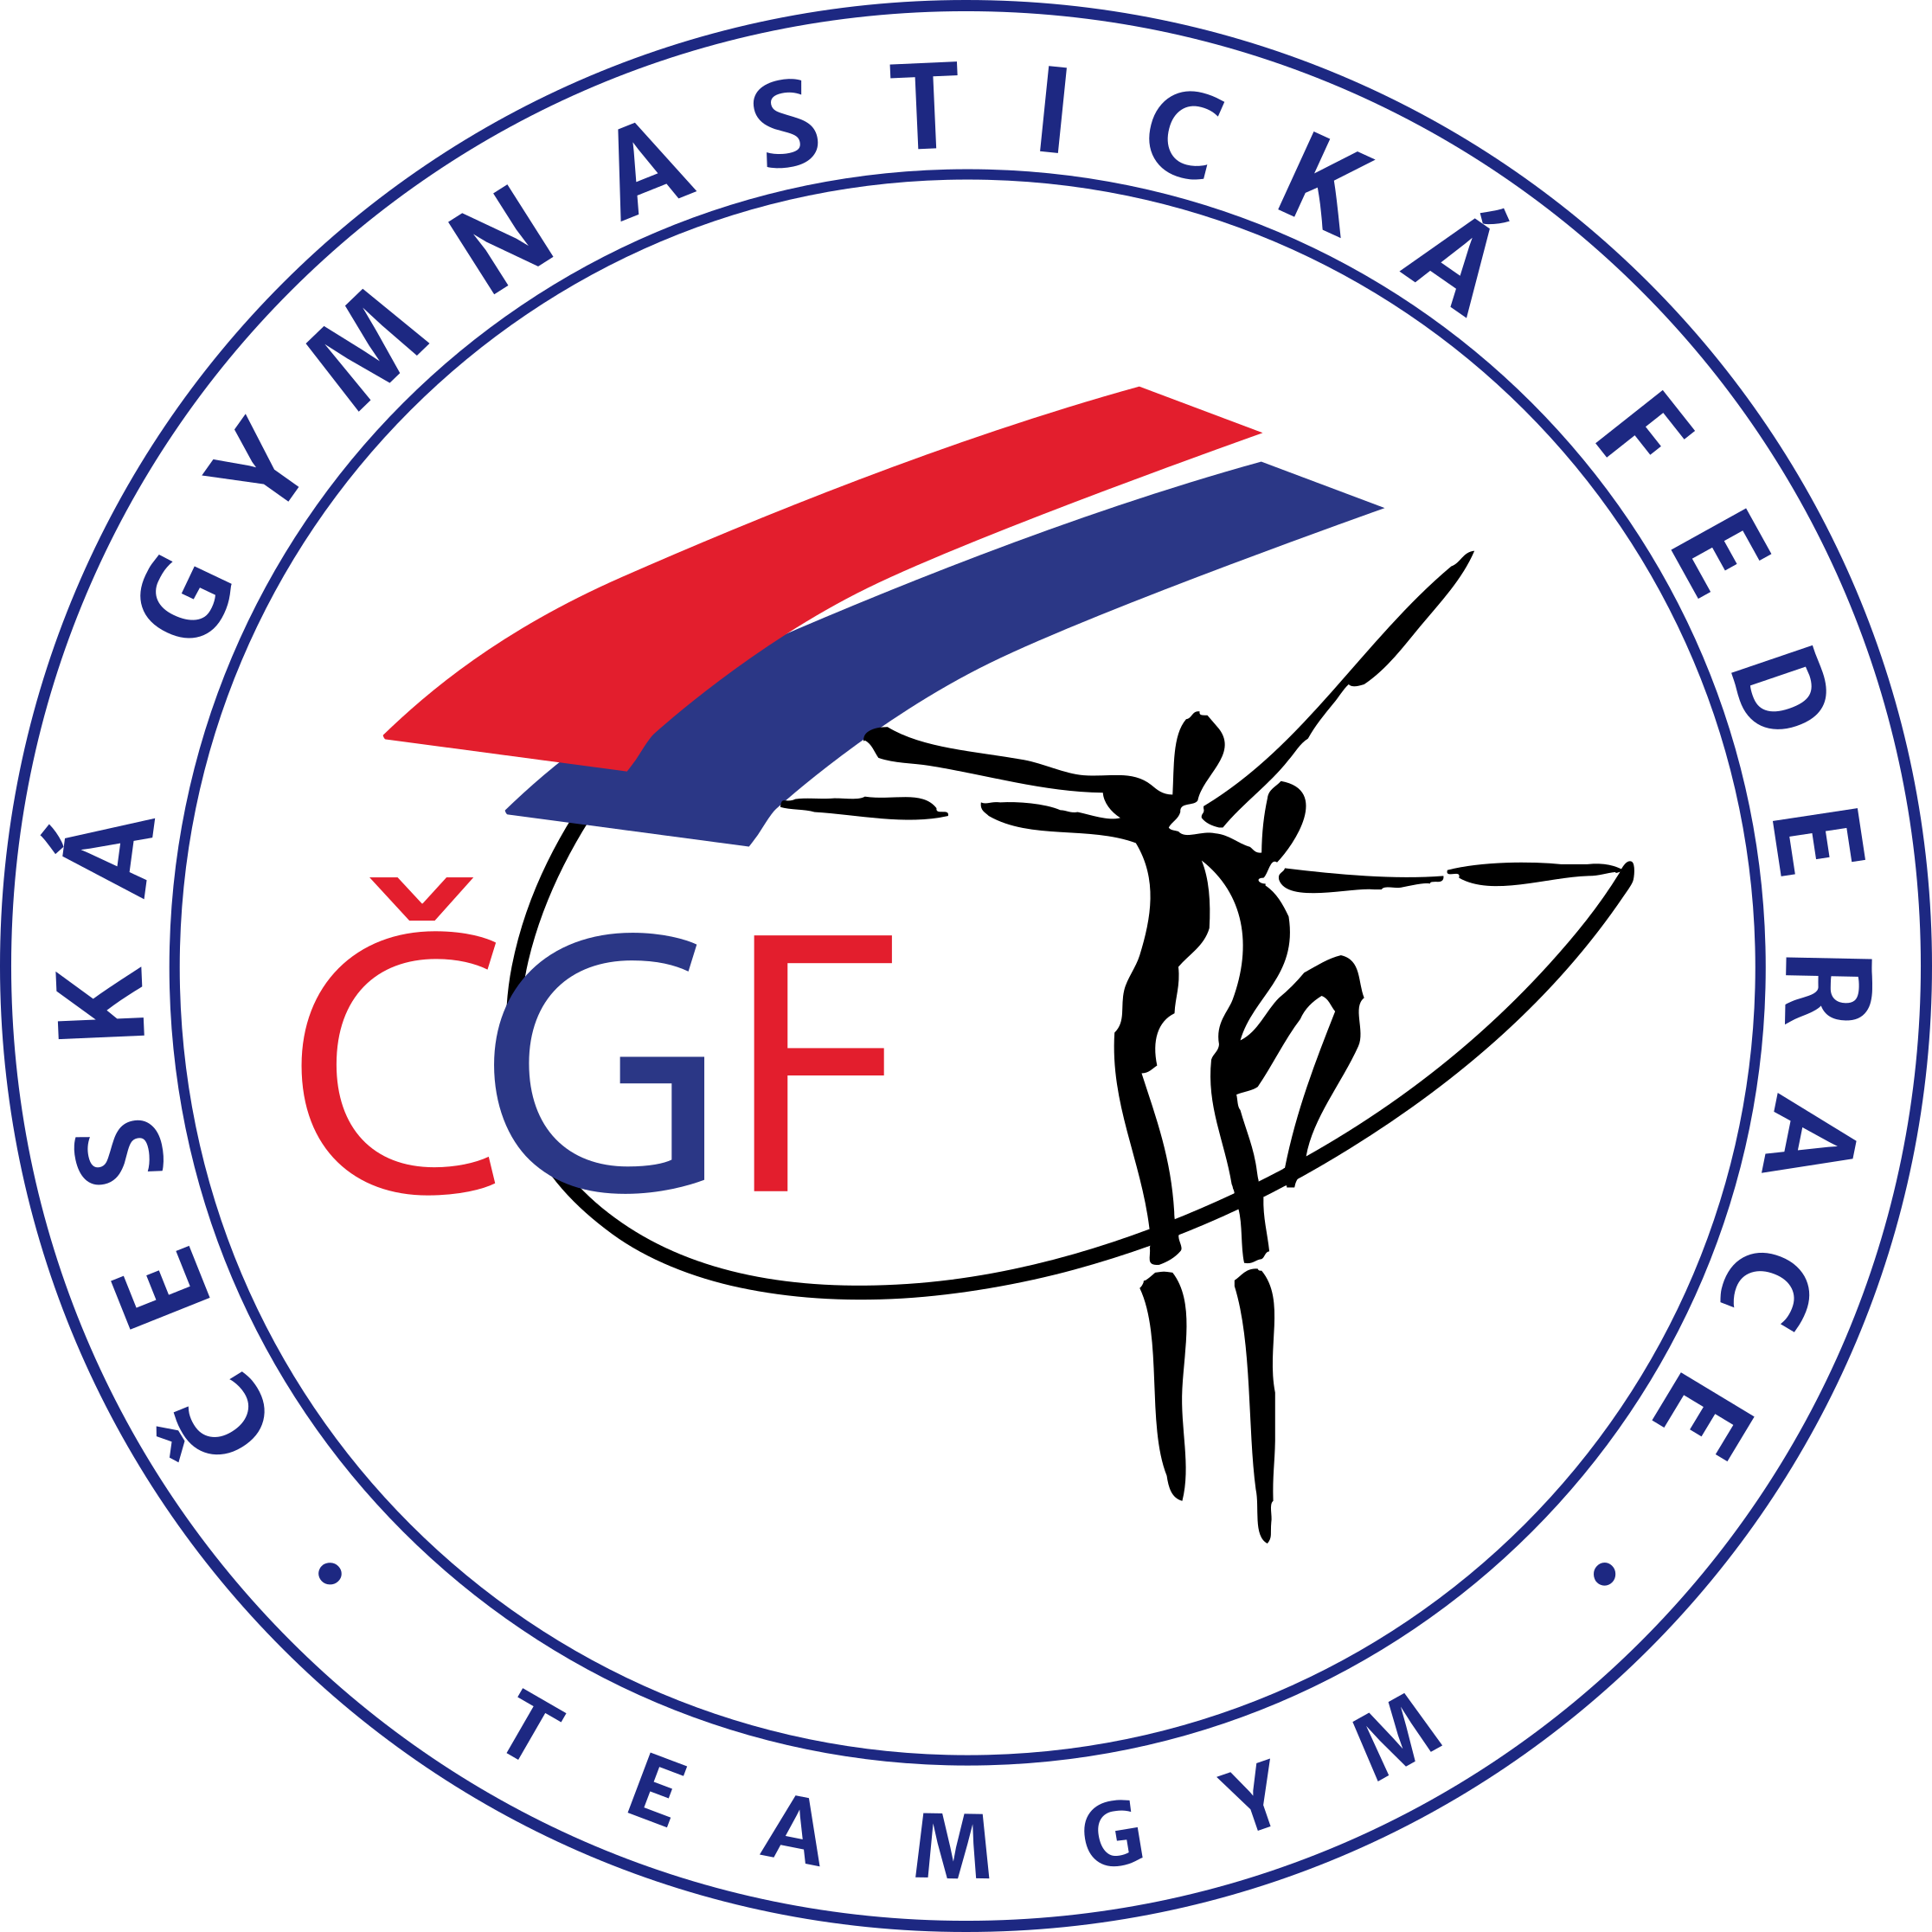 ČESKÁ GYMNASTICKÁ FEDERACE
ČGF
• TEAMGYM •